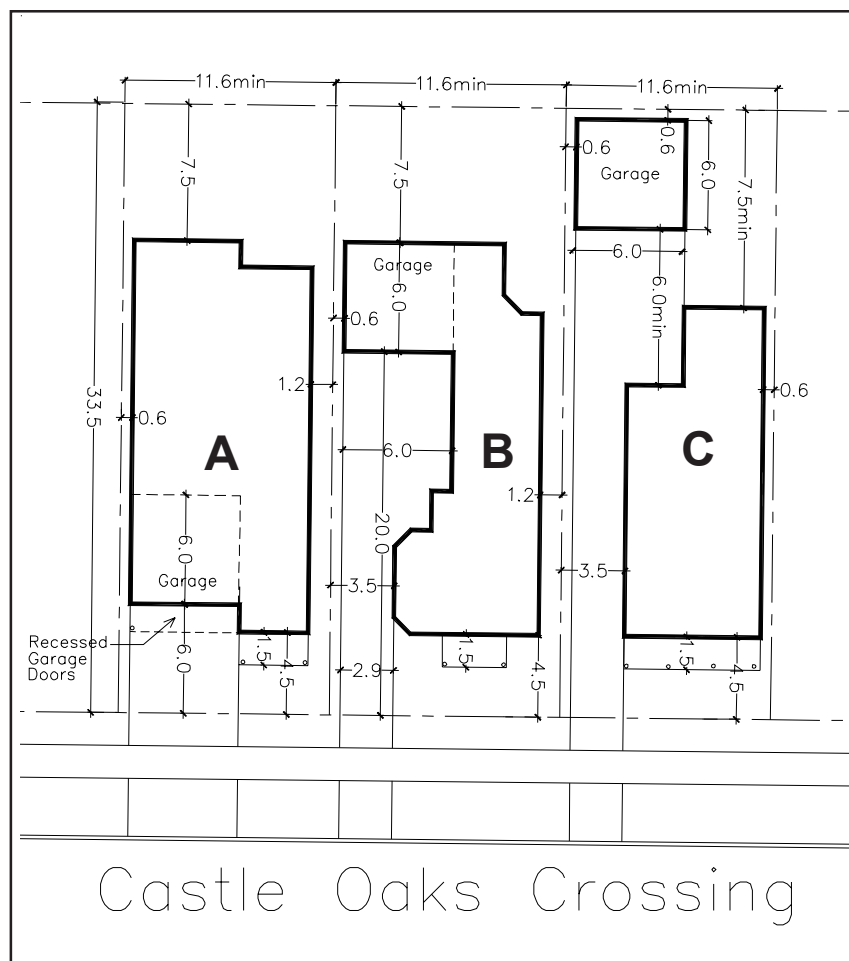 11.6min 11.6min 11.6min
7.5 7.5 0.6 7.5min
0.6 Garage 6.0
Garage 6.0 6.0 6.0min
0.6
1.2 0.6
33.5 0.6 A 6.0 B C
1.2
20.0
6.0 3.5 3.5
Garage
Recessed
Garage
Doors
6.0 1.5 4.5 2.9 1.5 4.5 1.5 4.5
Castle Oaks Crossing